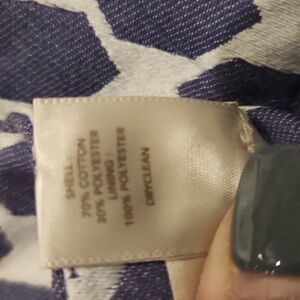 SHELL:
70% COTTON
30% POLYESTER
LINING:
100% POLYESTER
DRYCLEAN